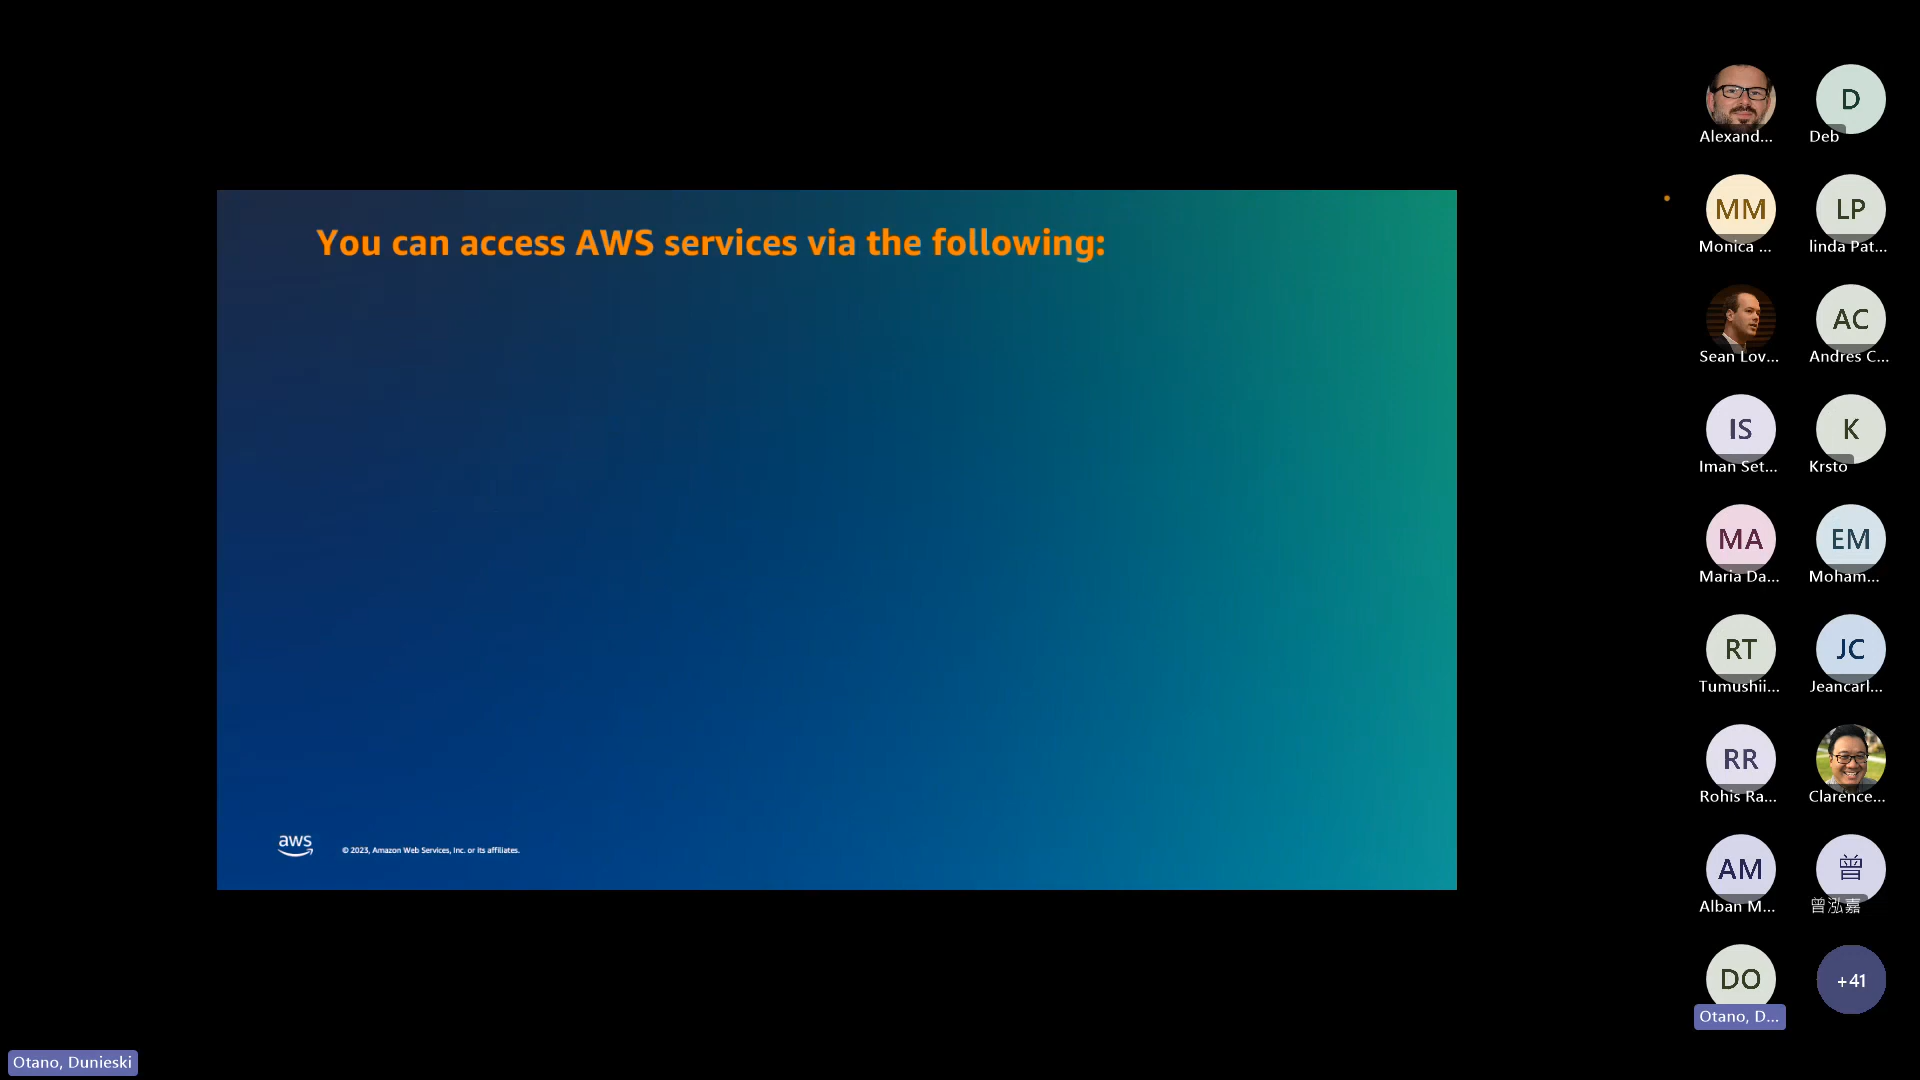 You can access AWS services via the following:
aws
© 2023, Amazon Web Services, Inc. or its affiliates.
Alexand...
D
Deb
MM
Monica ...
LP
linda Pat...
Sean Lov...
AC
Andres C...
IS
Iman Set...
K
Krsto
MA
Maria Da...
EM
Moham...
RT
Tumushii...
JC
Jeancarl...
RR
Rohis Ra...
Clarence...
AM
Alban M...
曾
曾泓嘉
DO
Otano, D...
+41
Otano, Dunieski